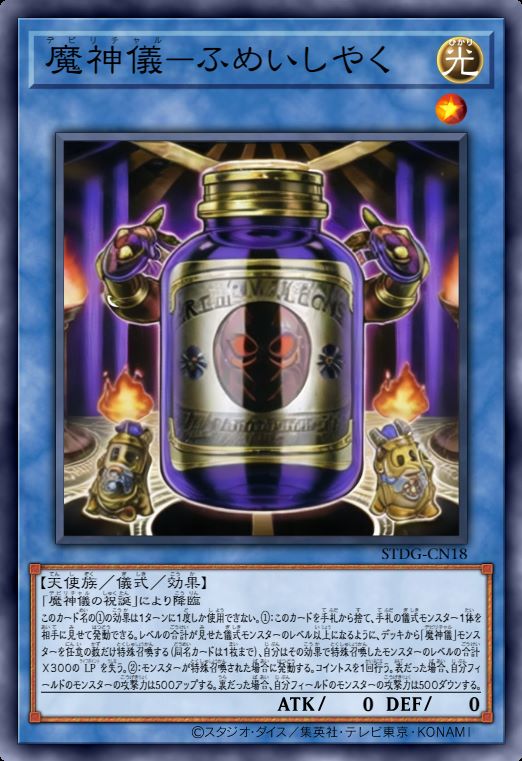 デビリチャル
魔神儀－ふめいしやく
ひかり
光
STDG-CN18
【天使族／儀式／効果】
「魔神儀の祝誕」により降臨
このカード名の①の効果は1ターンに1度しか使用できない。①:このカードを手札から捨て、手札の儀式モンスター1体を
相手に見せて発動できる。レベルの合計が見せた儀式モンスターのレベル以上になるように、デッキから「魔神儀」モンス
ターを任意の数だけ特殊召喚する(同名カードは1枚まで)、自分はその効果で特殊召喚したモンスターのレベルの合計
X300の LP を失う。②:モンスターが特殊召喚された場合に発動する。コイントスを1回行う。表だった場合、自分フィー
ルドのモンスターの攻撃力は500アップする。裏だった場合、自分フィールドのモンスターの攻撃力は500ダウンする。
ATK/ 0 DEF/ 0
©スタジオ・ダイス／集英社・テレビ東京・KONAMI